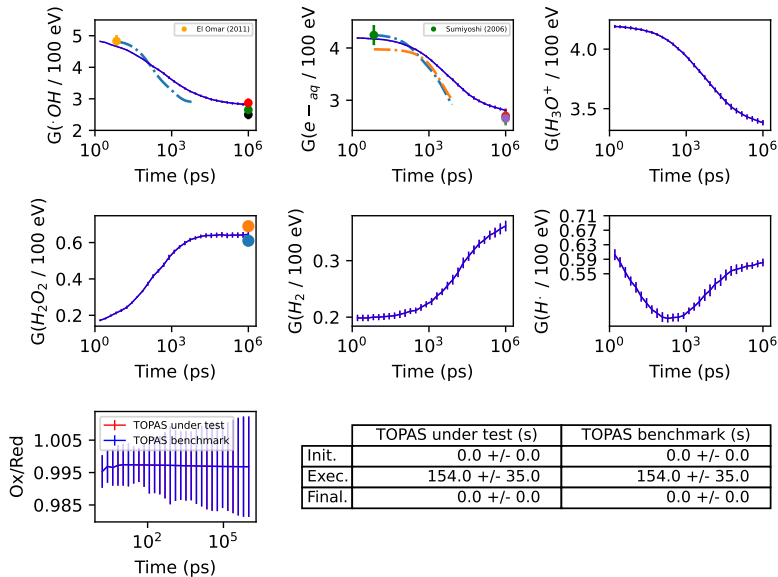 G(·OH / 100 eV)
5
4
3
2
10^0 10^3 10^6
Time (ps)
El Omar (2011)
G(e−_aq / 100 eV)
4
3
10^0 10^3 10^6
Time (ps)
Sumiyoshi (2006)
G(H_3O^+ / 100 eV)
4.0
3.5
10^0 10^3 10^6
Time (ps)
G(H_2O_2 / 100 eV)
0.6
0.4
0.2
10^0 10^3 10^6
Time (ps)
G(H_2 / 100 eV)
0.3
0.2
10^0 10^3 10^6
Time (ps)
G(H^· / 100 eV)
0.71
0.67
0.63
0.59
0.55
10^0 10^3 10^6
Time (ps)
Ox/Red
1.005
0.995
0.985
10^2 10^5
Time (ps)
TOPAS under test
TOPAS benchmark
TOPAS under test (s) TOPAS benchmark (s)
Init. 0.0 +/- 0.0 0.0 +/- 0.0
Exec. 154.0 +/- 35.0 154.0 +/- 35.0
Final. 0.0 +/- 0.0 0.0 +/- 0.0